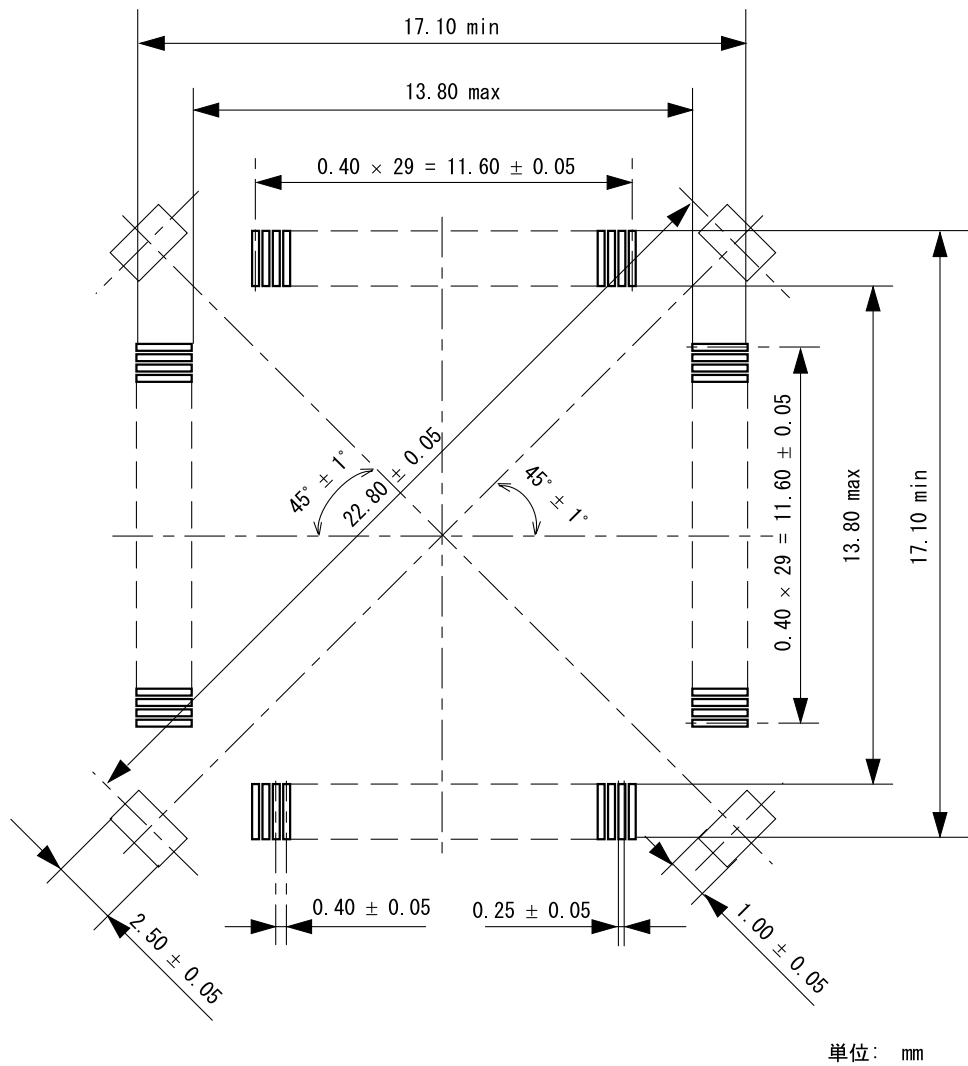 17.10 min
13.80 max
0.40 × 29 = 11.60 ± 0.05
45° ± 1°
22.80 ± 0.05
45° ± 1°
0.40 × 29 = 11.60 ± 0.05
13.80 max
17.10 min
2.50 ± 0.05
0.40 ± 0.05
0.25 ± 0.05
1.00 ± 0.05
単位: mm